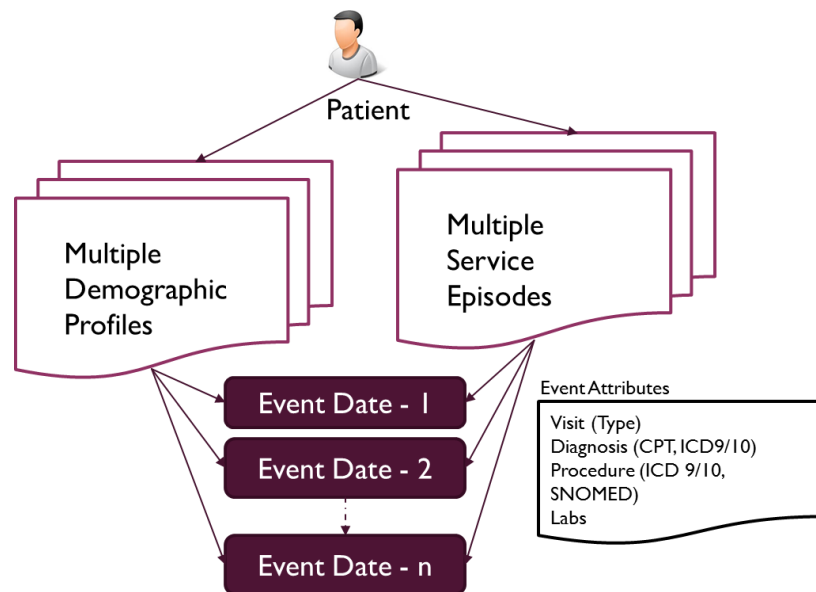 Patient
Multiple
Demographic
Profiles
Multiple
Service
Episodes
Event Date - 1
Event Date - 2
Event Date - n
Event Attributes
Visit (Type)
Diagnosis (CPT, ICD9/10)
Procedure (ICD 9/10,
SNOMED)
Labs